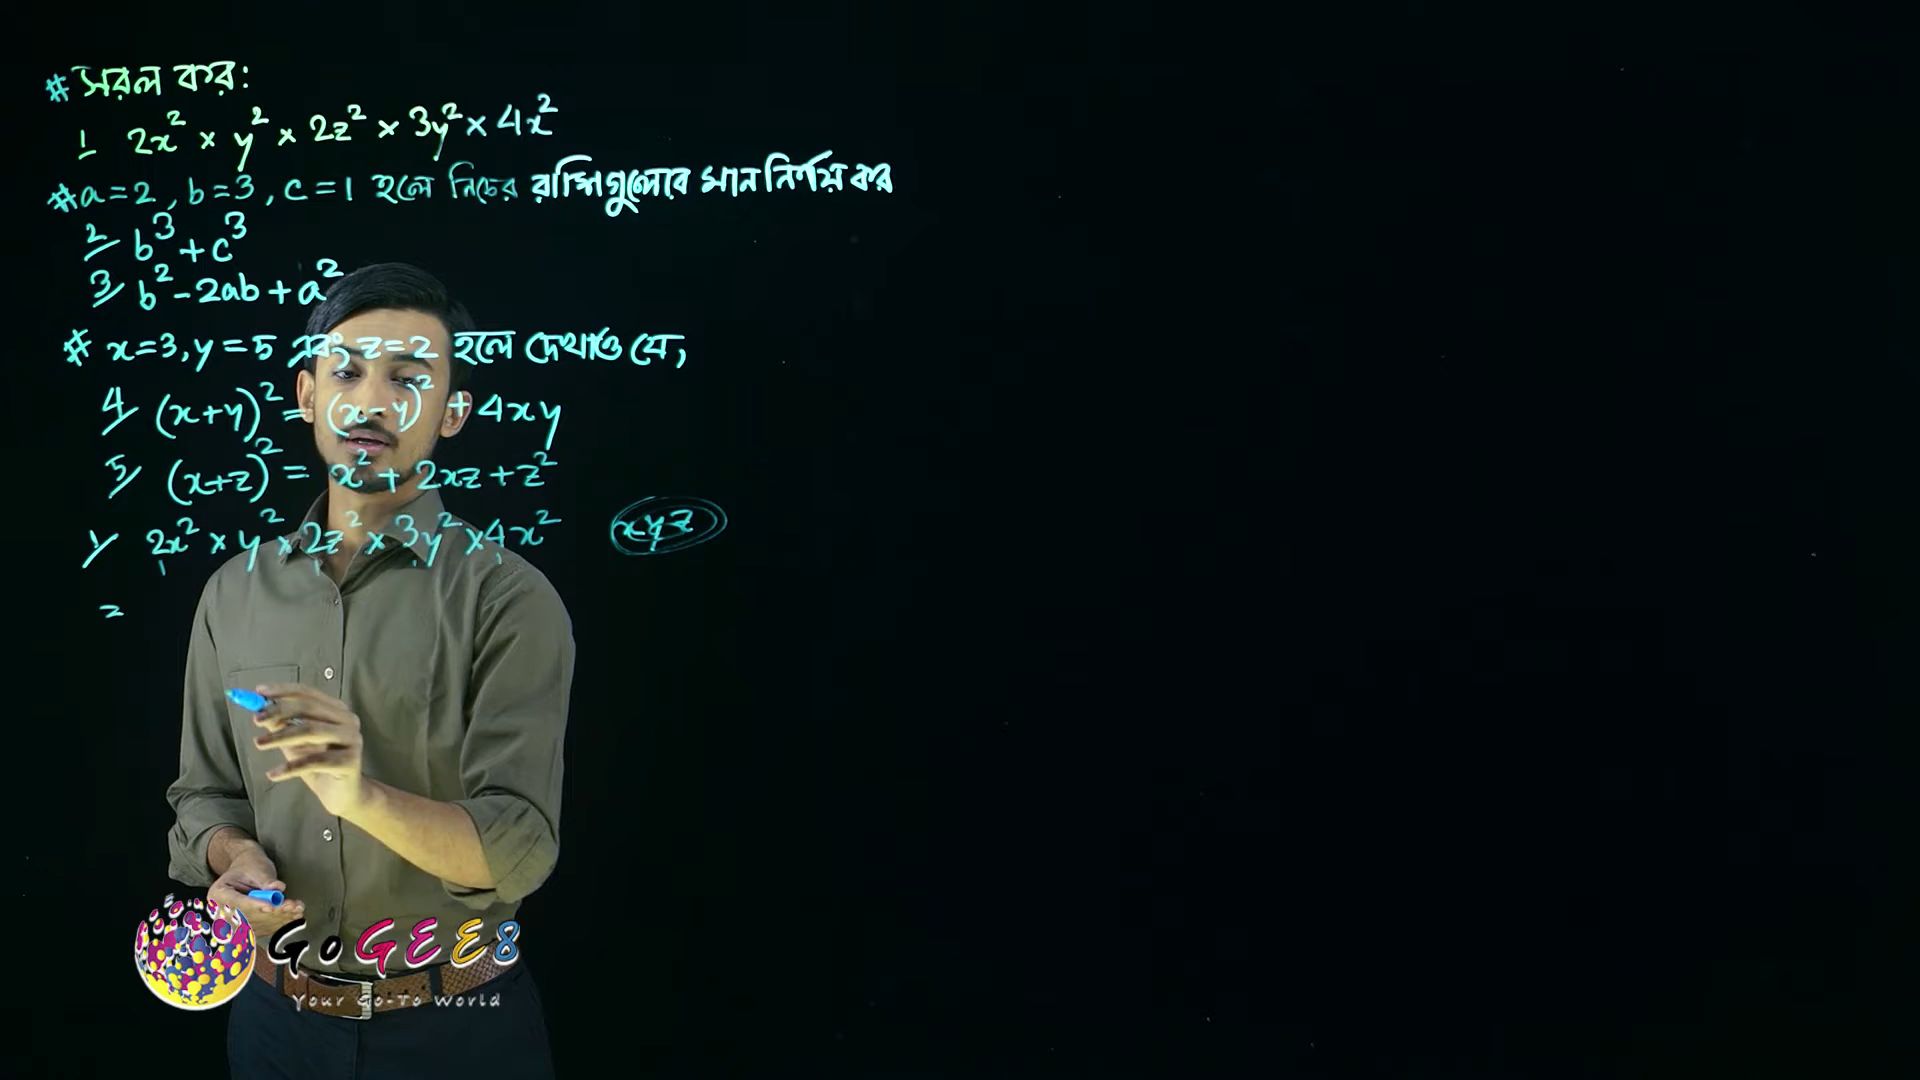 # সরল কর:
1 2x² × y² × 2z² × 3y² × 4x²
# a=2, b=3, c=1 হলে নিচের রাশিগুলোর মান নির্ণয় কর
2 b³+c³
3 b²-2ab+a²
# x=3, y=5 এবং z=2 হলে দেখাও যে,
4 (x+y)² = (x-y)² + 4xy
5 (x+z)² = x² + 2xz + z²
1 2x² × y² × 2z² × 3y² × 4x² xyz
=
GOGEE8
Your Go-To World